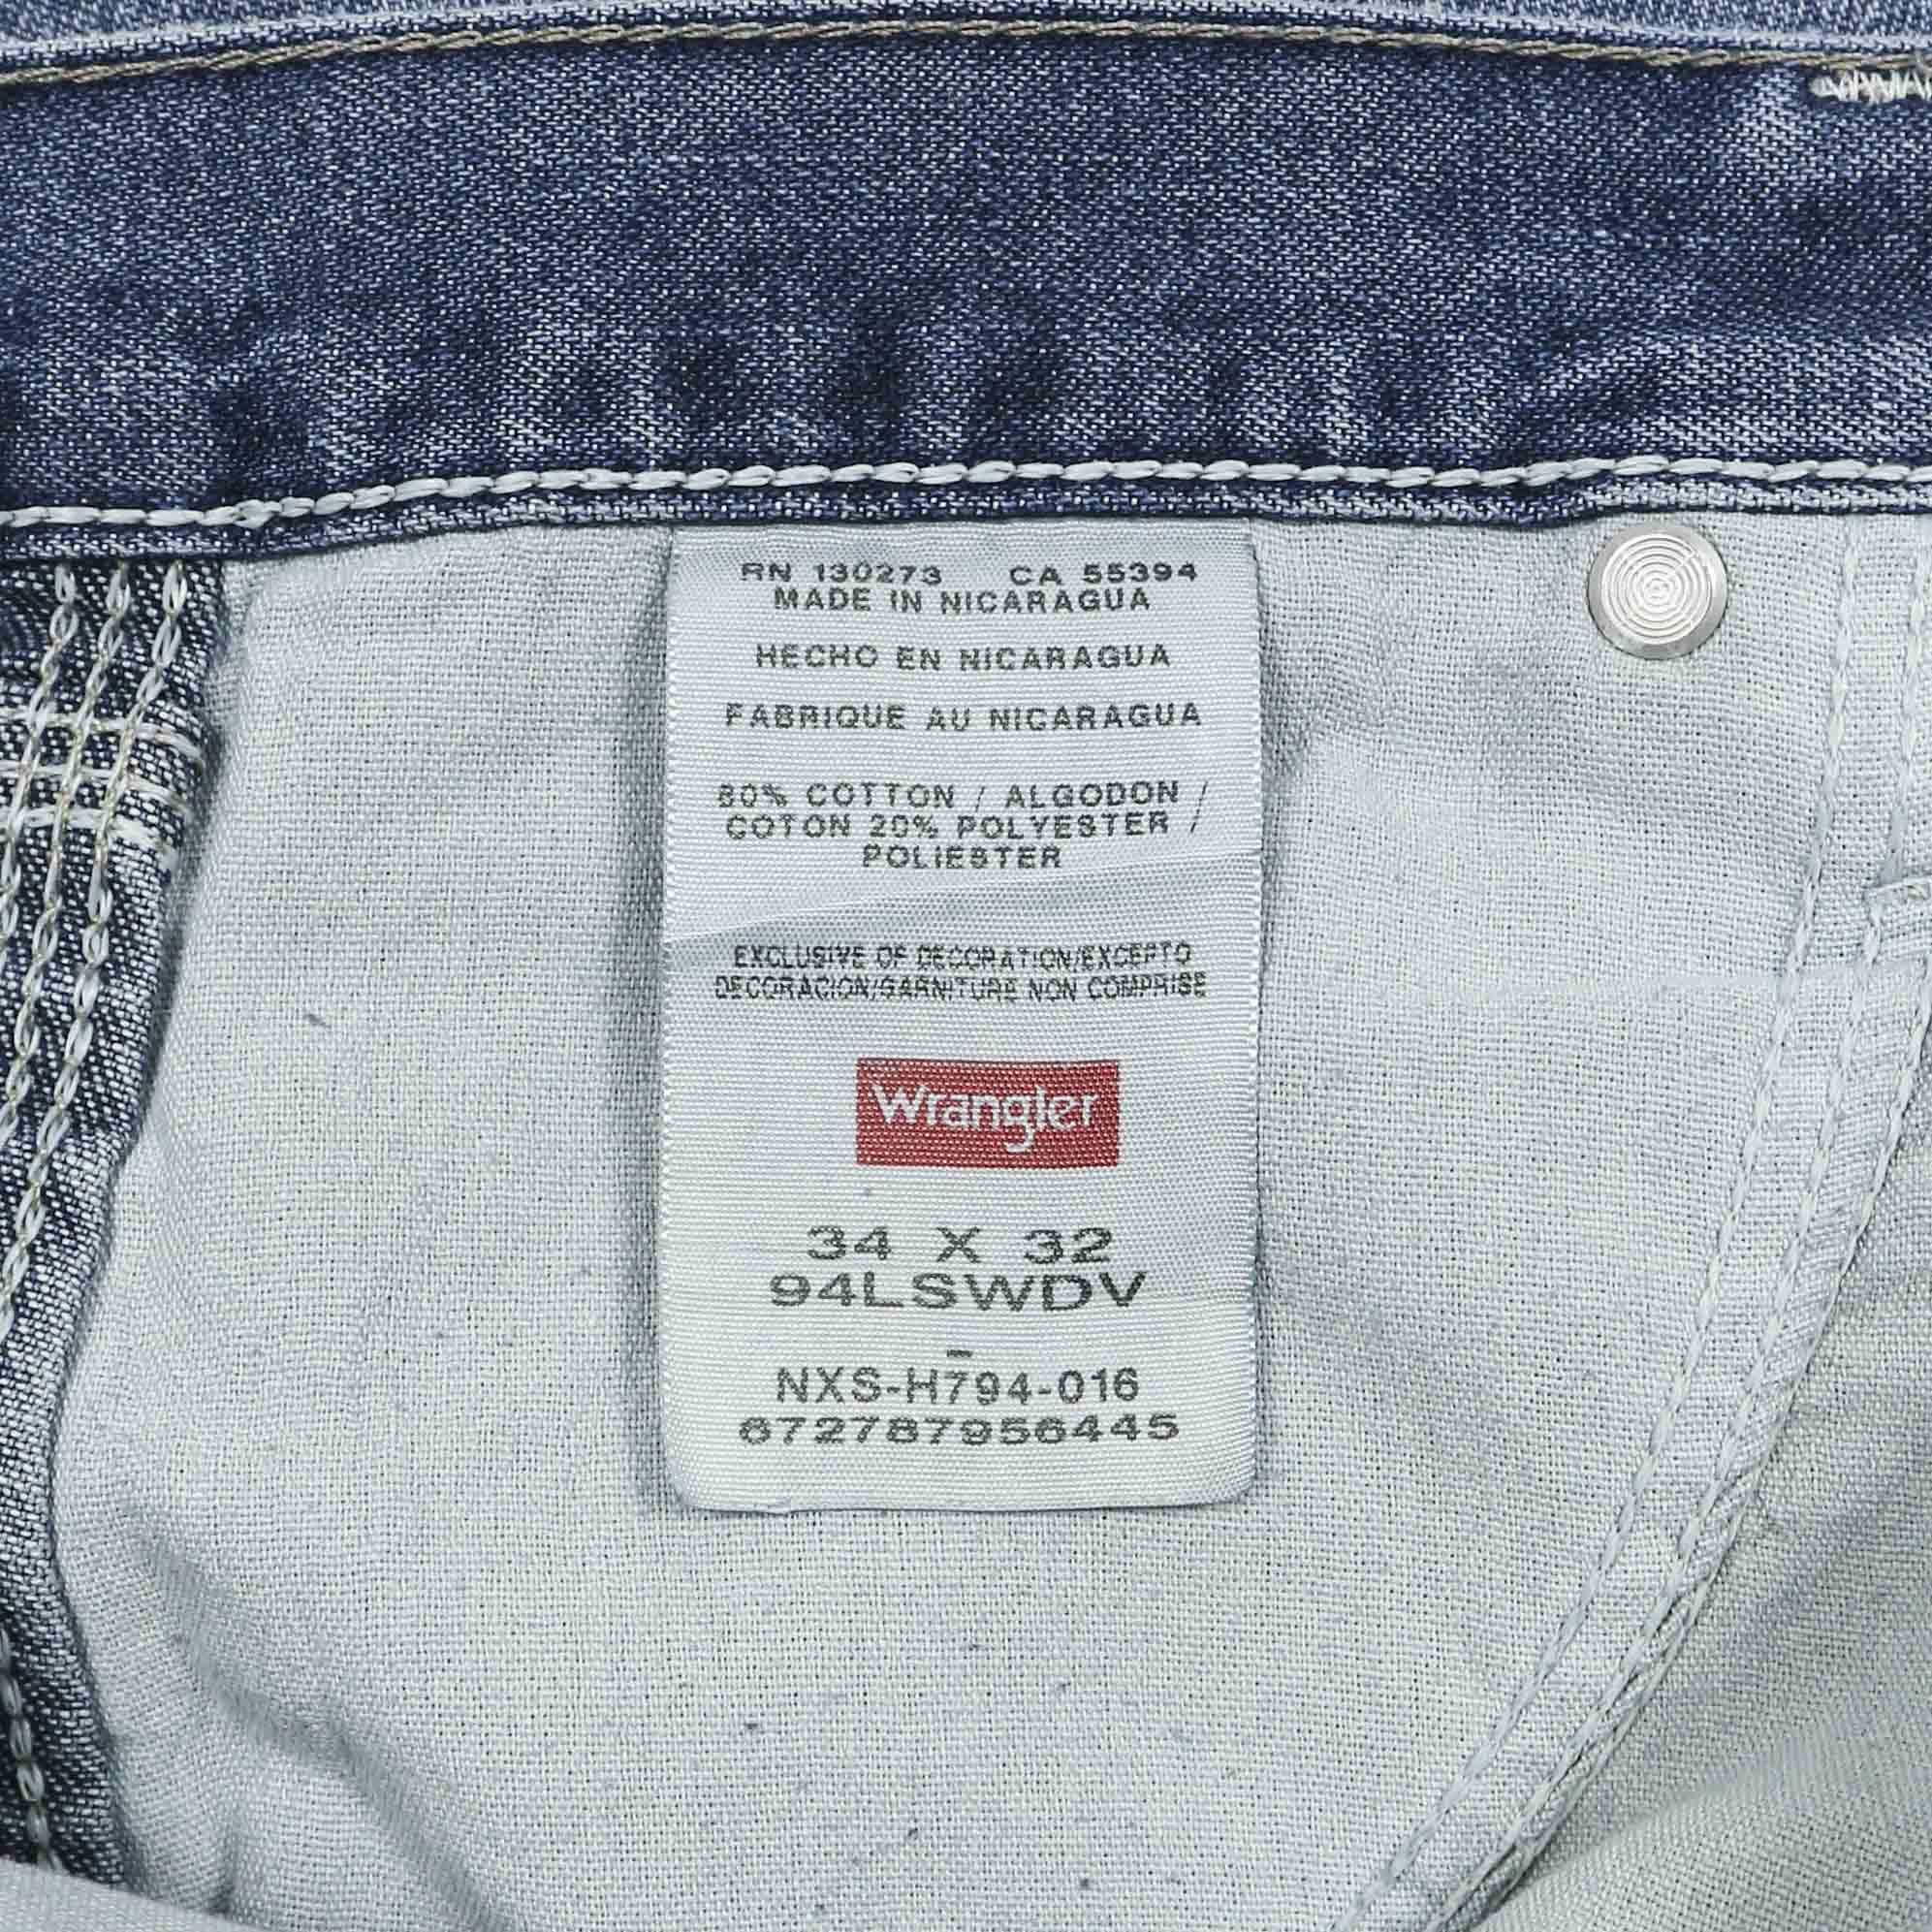 RN 130273 CA 55394
MADE IN NICARAGUA
HECHO EN NICARAGUA
FABRIQUE AU NICARAGUA
80% COTTON / ALGODON /
COTON 20% POLYESTER /
POLIESTER
EXCLUSIVE OF DECORATION/EXCEPTO
DECORACION/GARNITURE NON COMPRISE
Wrangler
34 X 32
94LSWDV
-
NXS-H794-016
672787956445